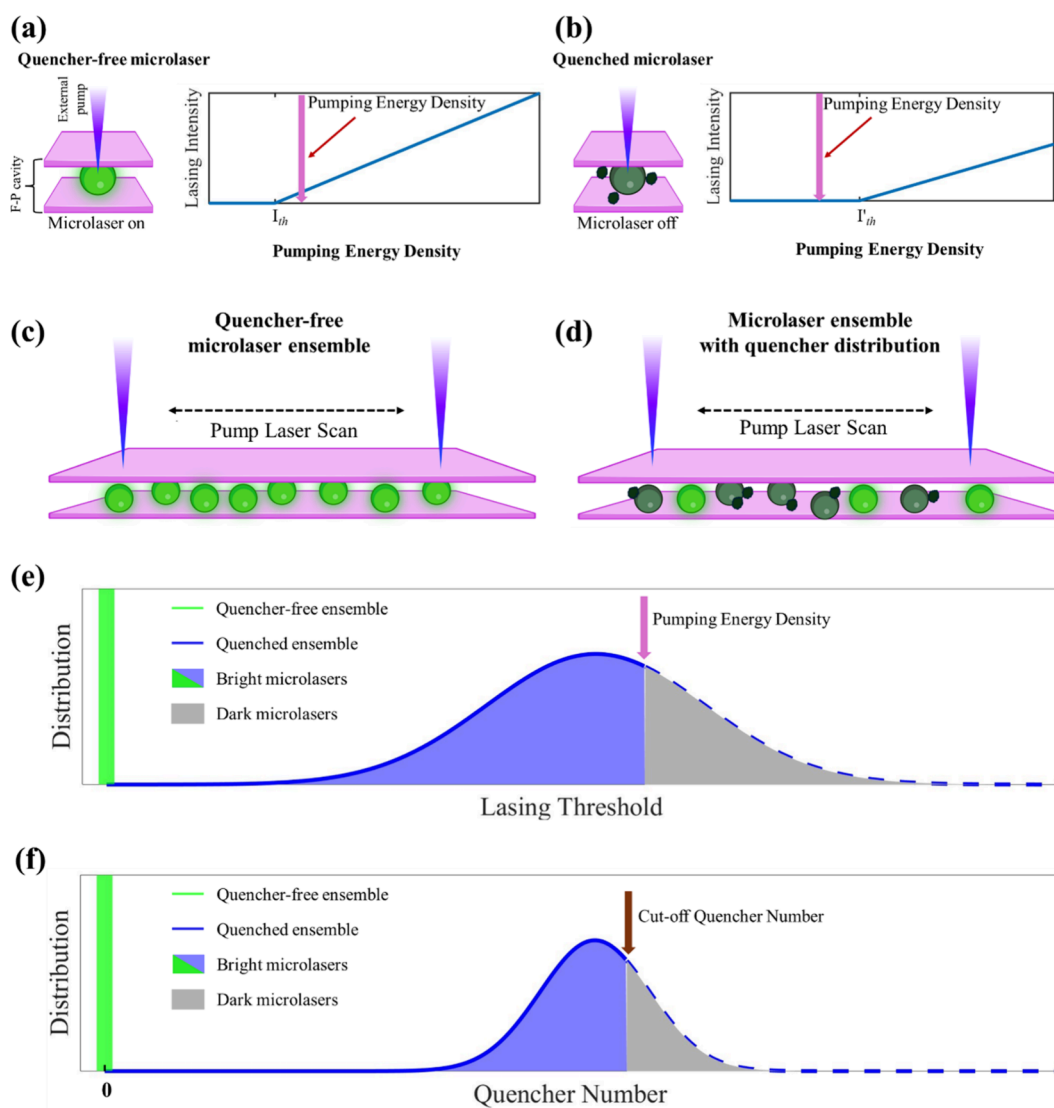 (a)
Quencher-free microlaser
External
pump
F-P cavity
Microlaser on
Lasing Intensity
Pumping Energy Density
I_th
Pumping Energy Density
(b)
Quenched microlaser
Microlaser off
Lasing Intensity
Pumping Energy Density
I'_th
Pumping Energy Density
(c)
Quencher-free
microlaser ensemble
Pump Laser Scan
(d)
Microlaser ensemble
with quencher distribution
Pump Laser Scan
(e)
Distribution
Quencher-free ensemble
Quenched ensemble
Bright microlasers
Dark microlasers
Pumping Energy Density
Lasing Threshold
(f)
Distribution
Quencher-free ensemble
Quenched ensemble
Bright microlasers
Dark microlasers
Cut-off Quencher Number
0
Quencher Number